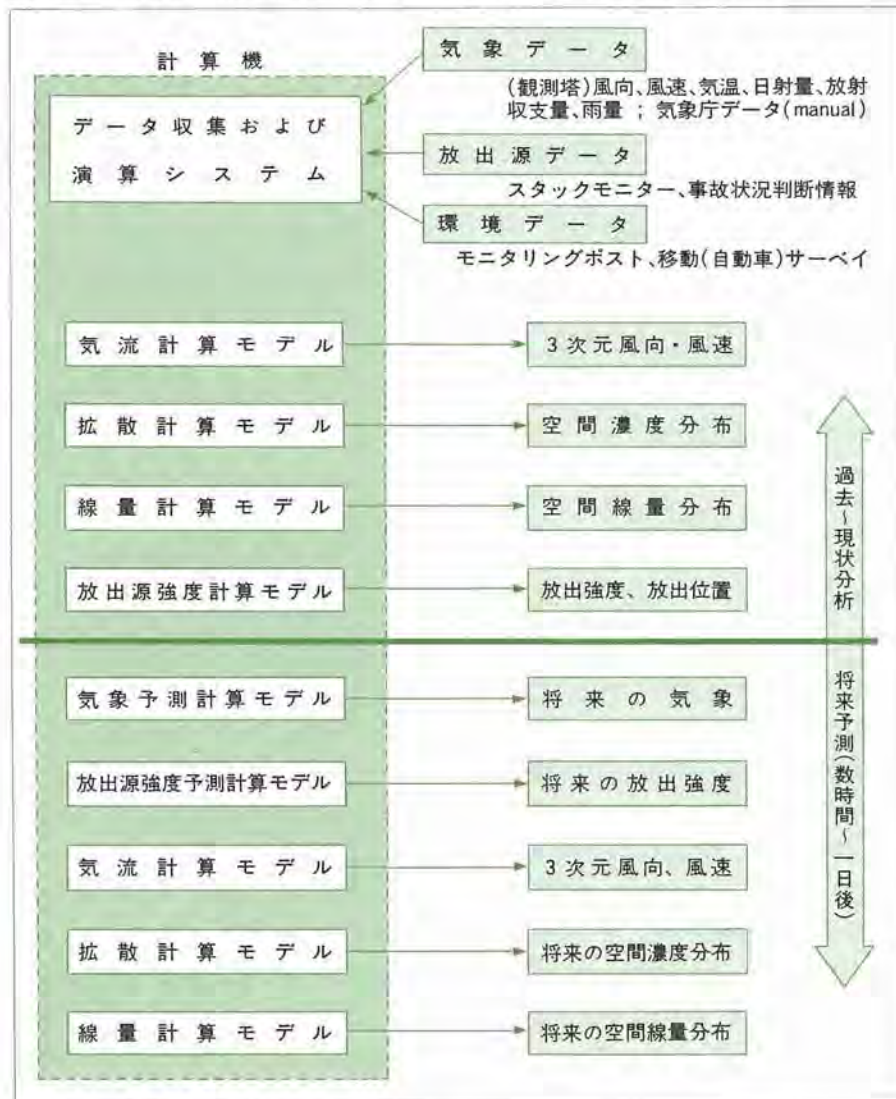 計算機
データ収集および
演算システム
気象データ
(観測塔)風向、風速、気温、日射量、放射
収支量、雨量 ; 気象庁データ(manual)
放出源データ
スタックモニター、事故状況判断情報
環境データ
モニタリングポスト、移動(自動車)サーベイ
気流計算モデル
3次元風向・風速
拡散計算モデル
空間濃度分布
線量計算モデル
空間線量分布
放出源強度計算モデル
放出強度、放出位置
過去~現状分析
気象予測計算モデル
将来の気象
放出源強度予測計算モデル
将来の放出強度
気流計算モデル
3次元風向、風速
拡散計算モデル
将来の空間濃度分布
線量計算モデル
将来の空間線量分布
将来予測(数時間~一日後)